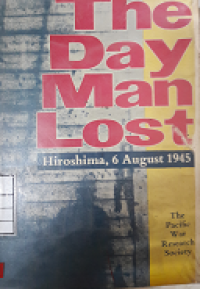 The
Day
Man
Lost
Hiroshima, 6 August 1945
The
Pacific
War
Research
Society